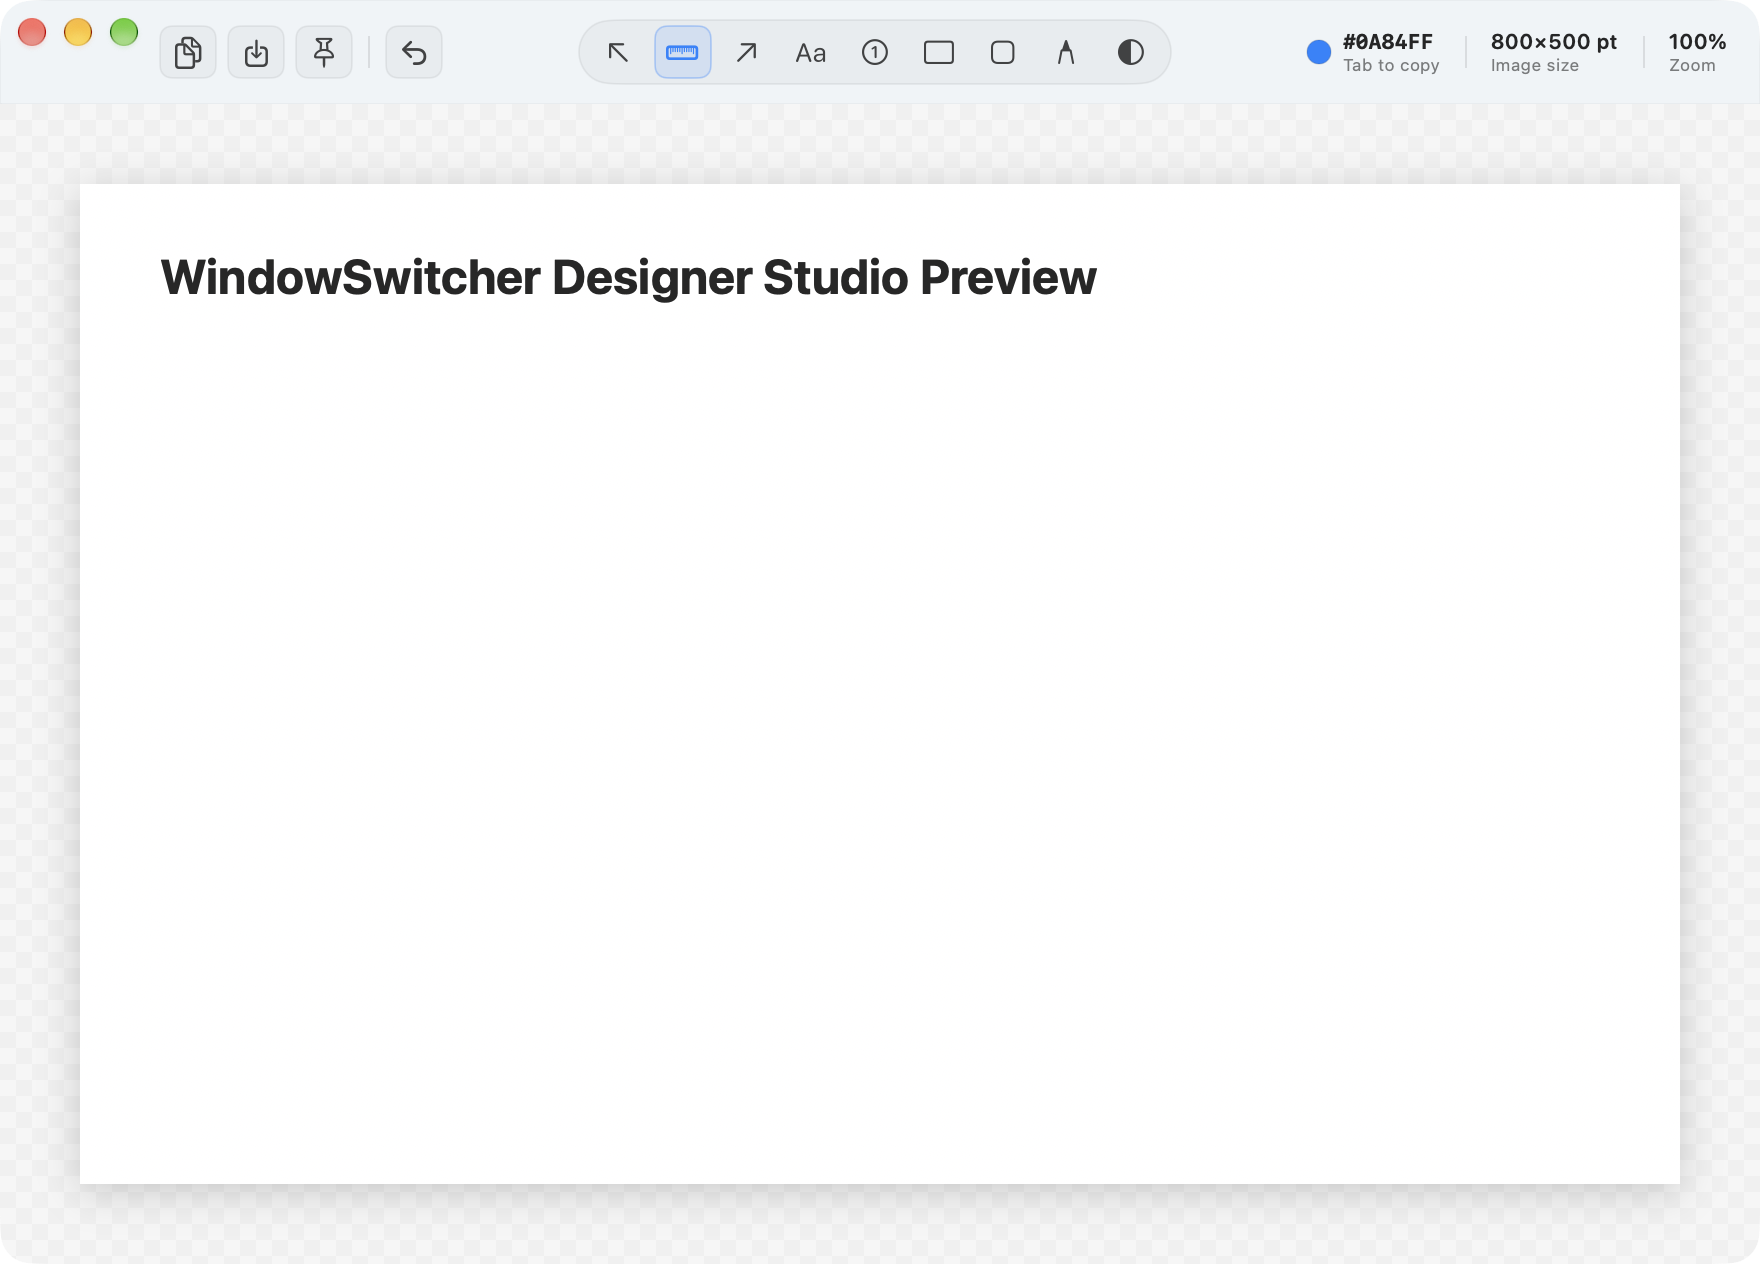 Aa
1
#0A84FF
Tab to copy
800×500 pt
Image size
100%
Zoom
WindowSwitcher Designer Studio Preview